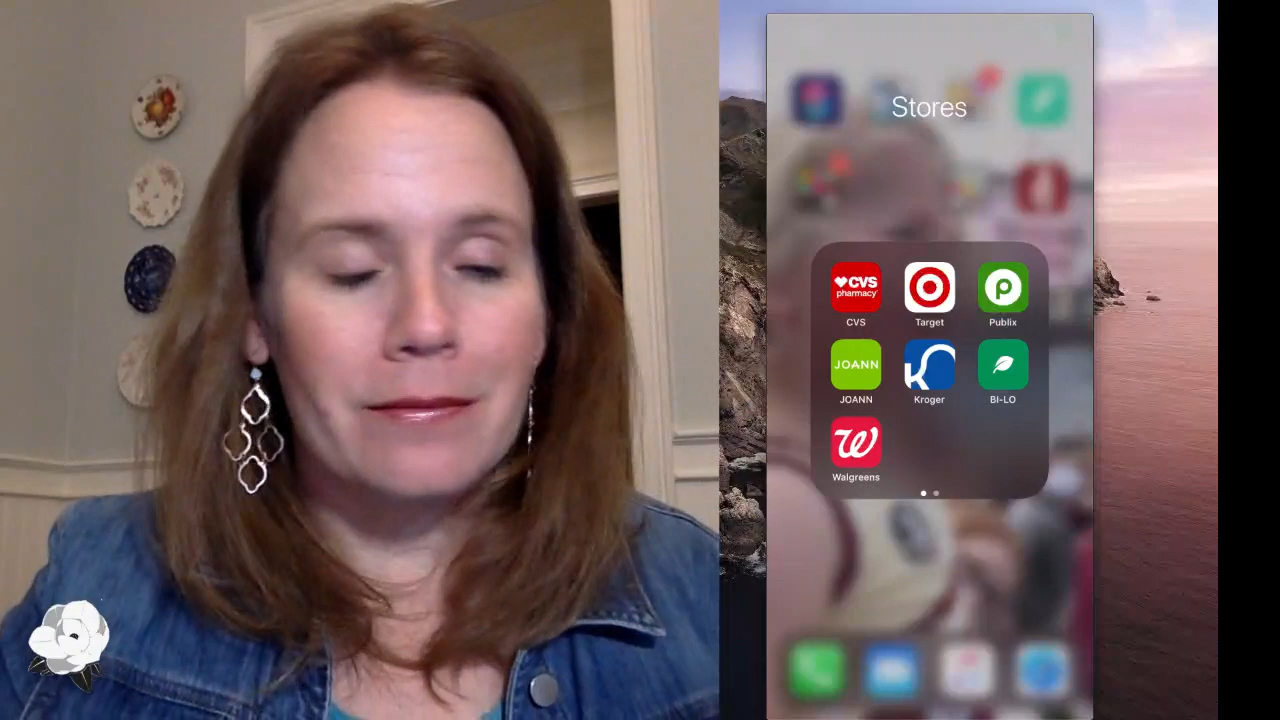 Stores
CVS
pharmacy
CVS
Target
Publix
JOANN
JOANN
Kroger
BI-LO
Walgreens